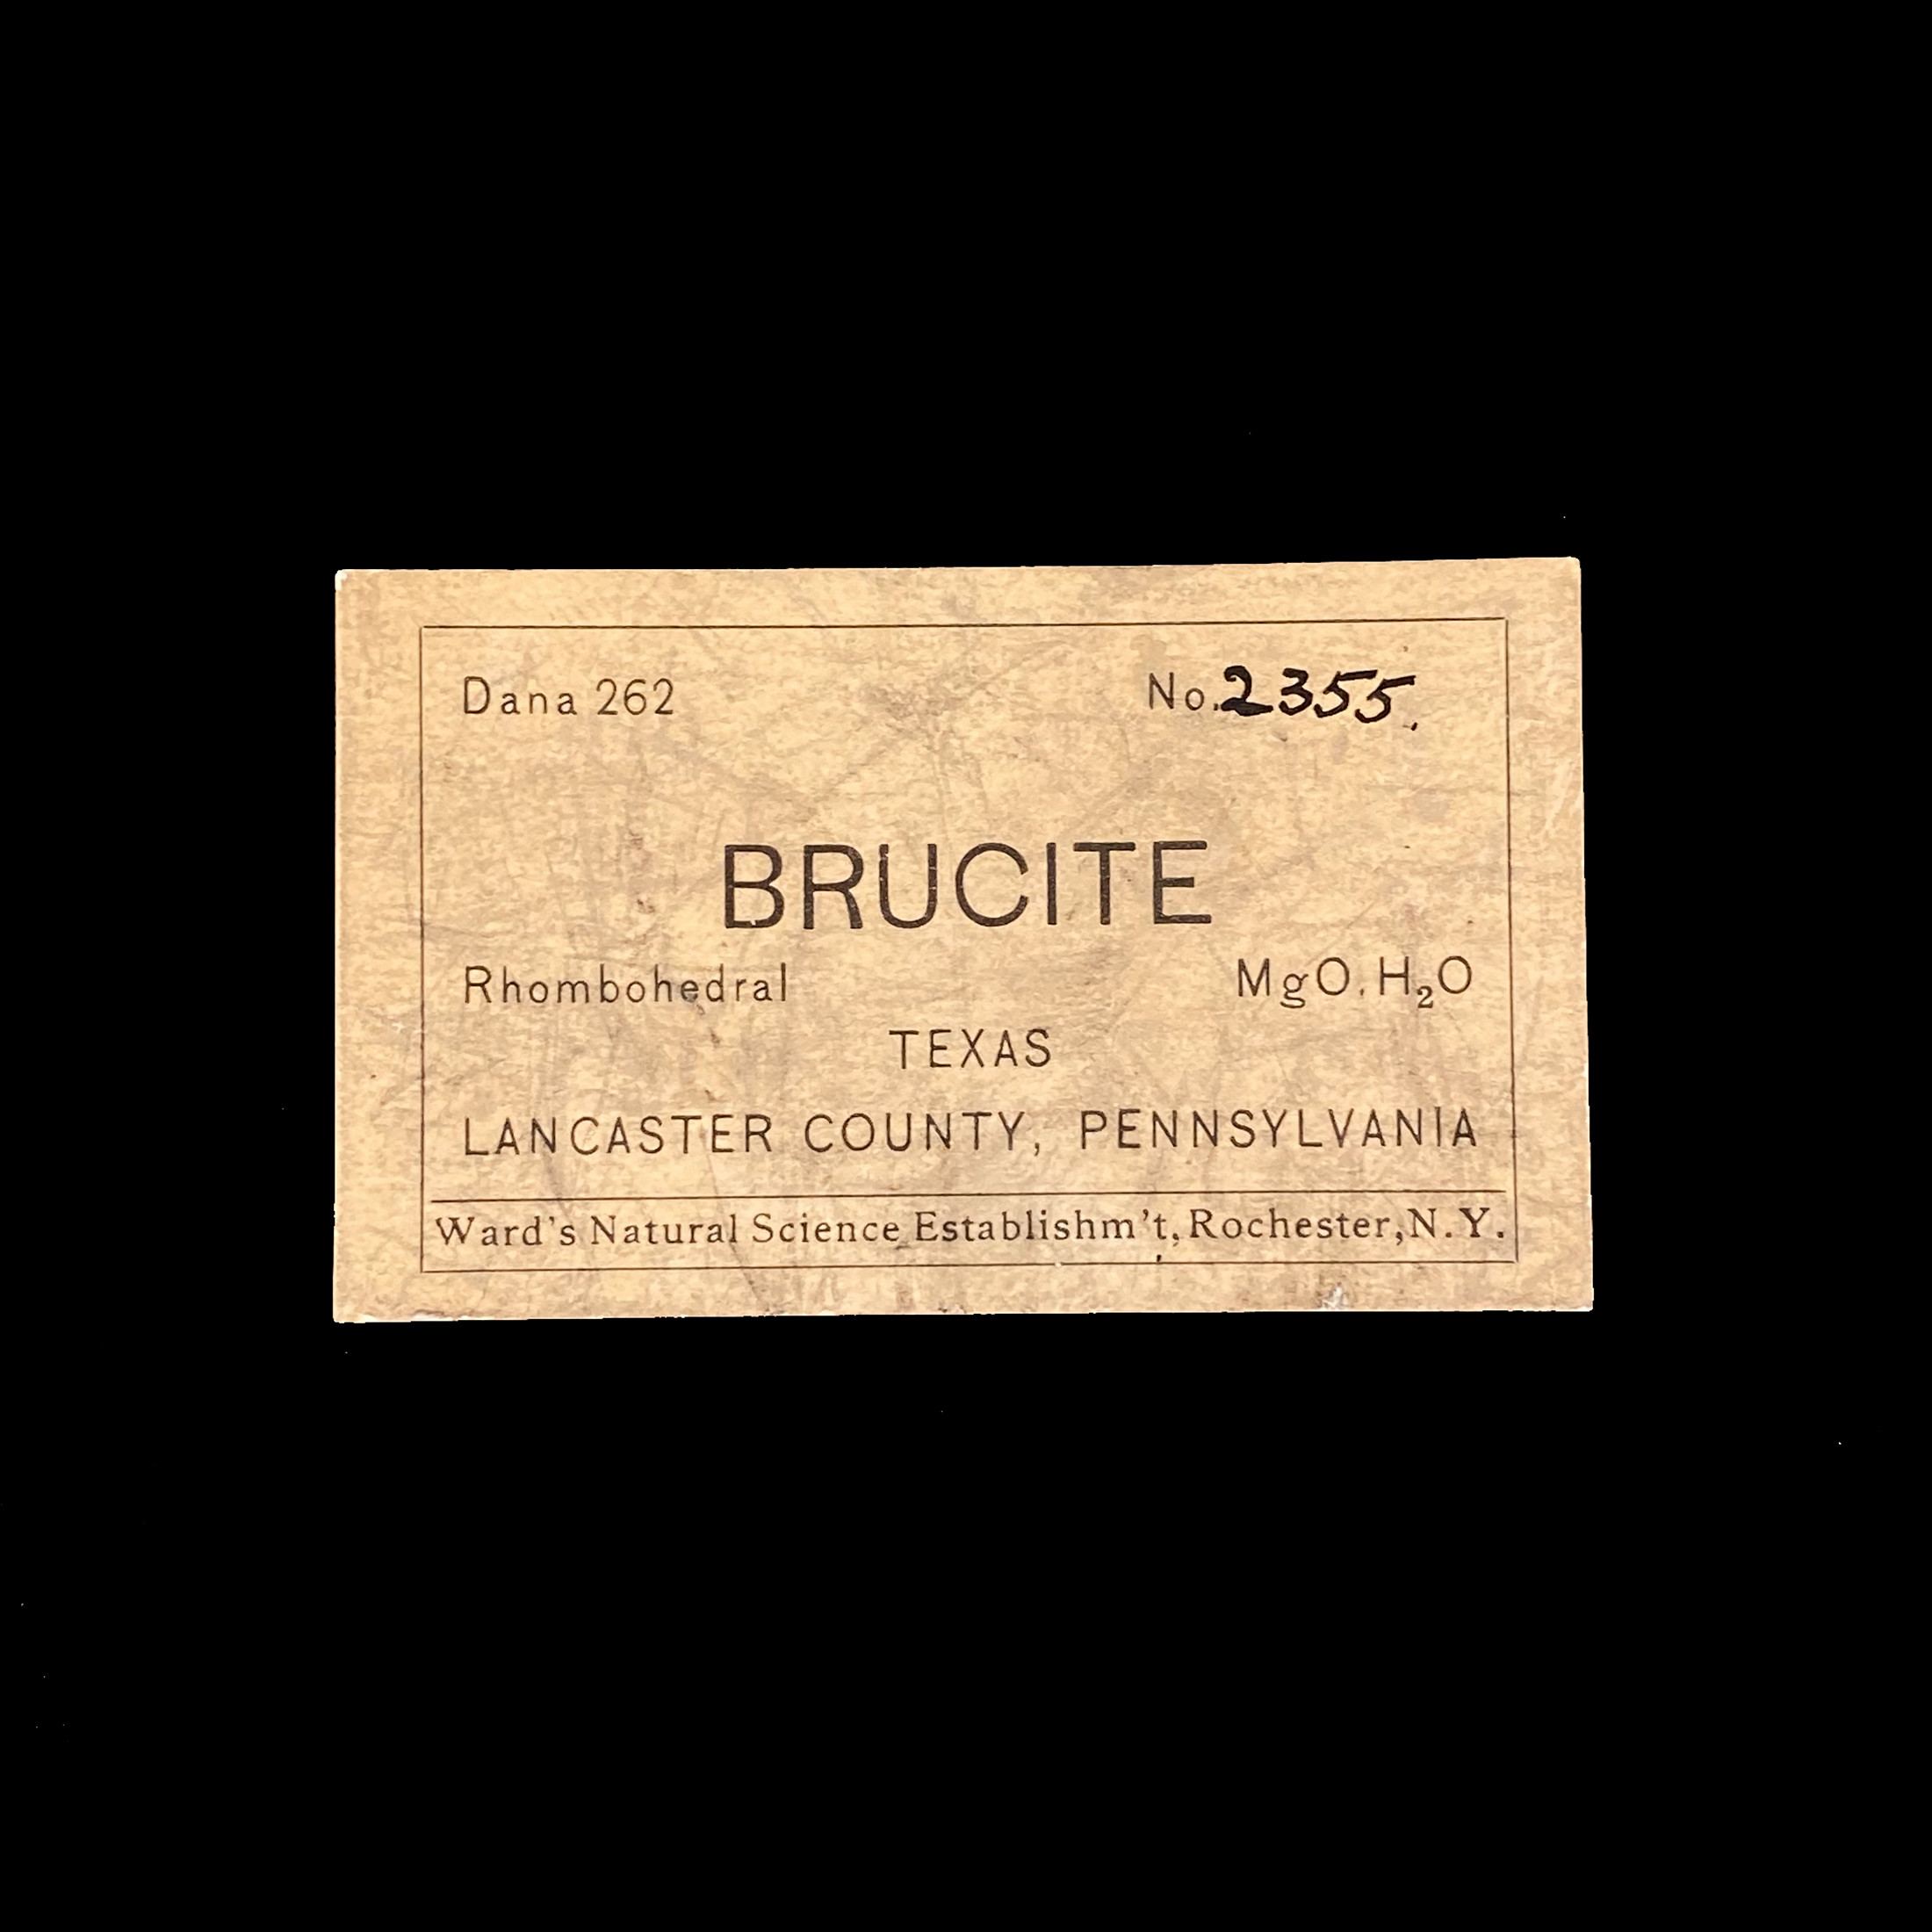 Dana 262 No. 2355.
BRUCITE
Rhombohedral MgO.H₂O
TEXAS
LANCASTER COUNTY, PENNSYLVANIA
Ward's Natural Science Establishm't, Rochester, N.Y.